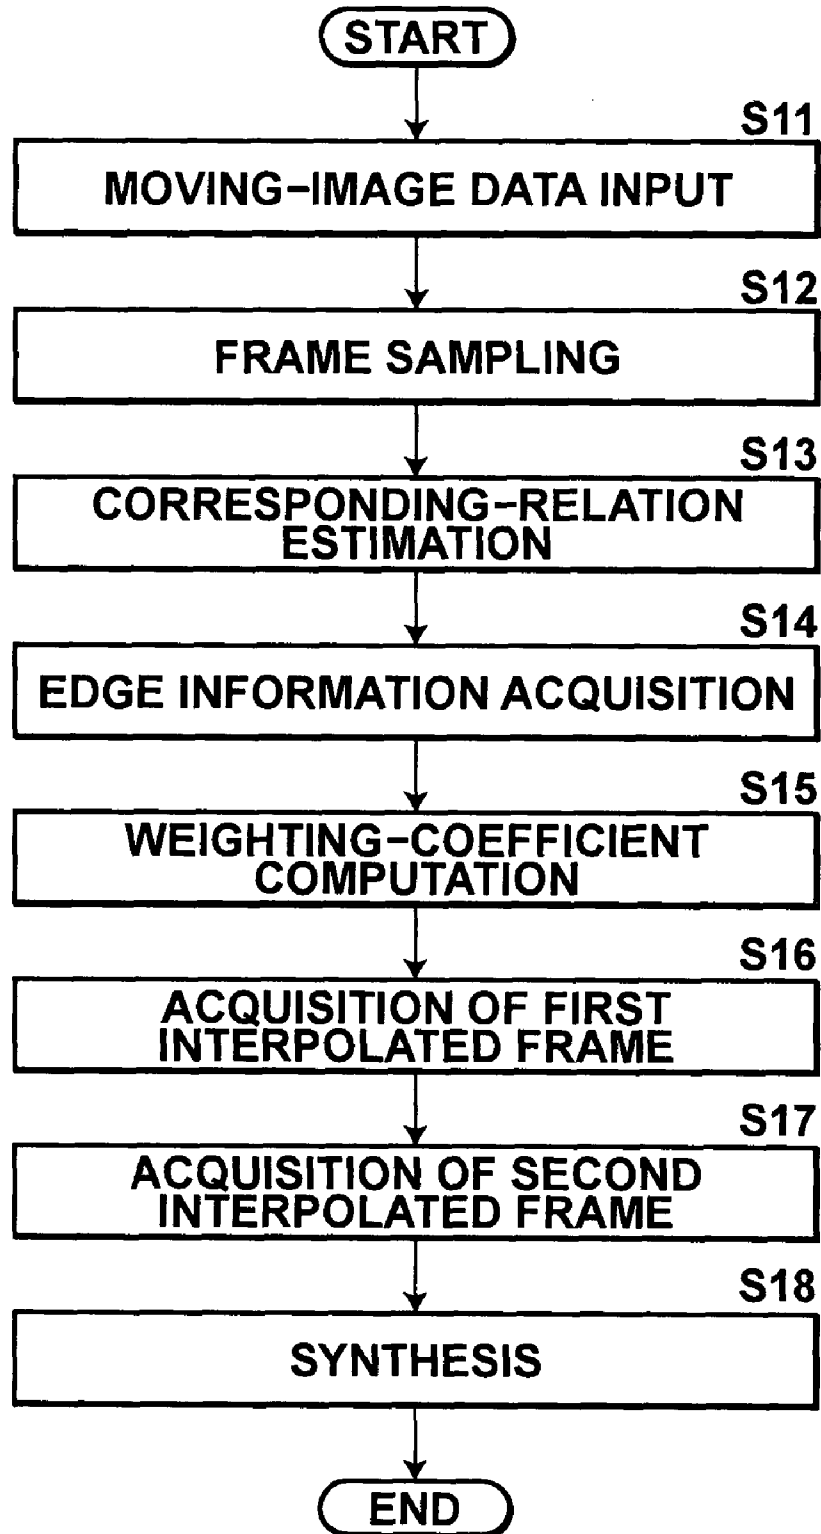 START
S11
MOVING-IMAGE DATA INPUT
S12
FRAME SAMPLING
S13
CORRESPONDING-RELATION
ESTIMATION
S14
EDGE INFORMATION ACQUISITION
S15
WEIGHTING-COEFFICIENT
COMPUTATION
S16
ACQUISITION OF FIRST
INTERPOLATED FRAME
S17
ACQUISITION OF SECOND
INTERPOLATED FRAME
S18
SYNTHESIS
END